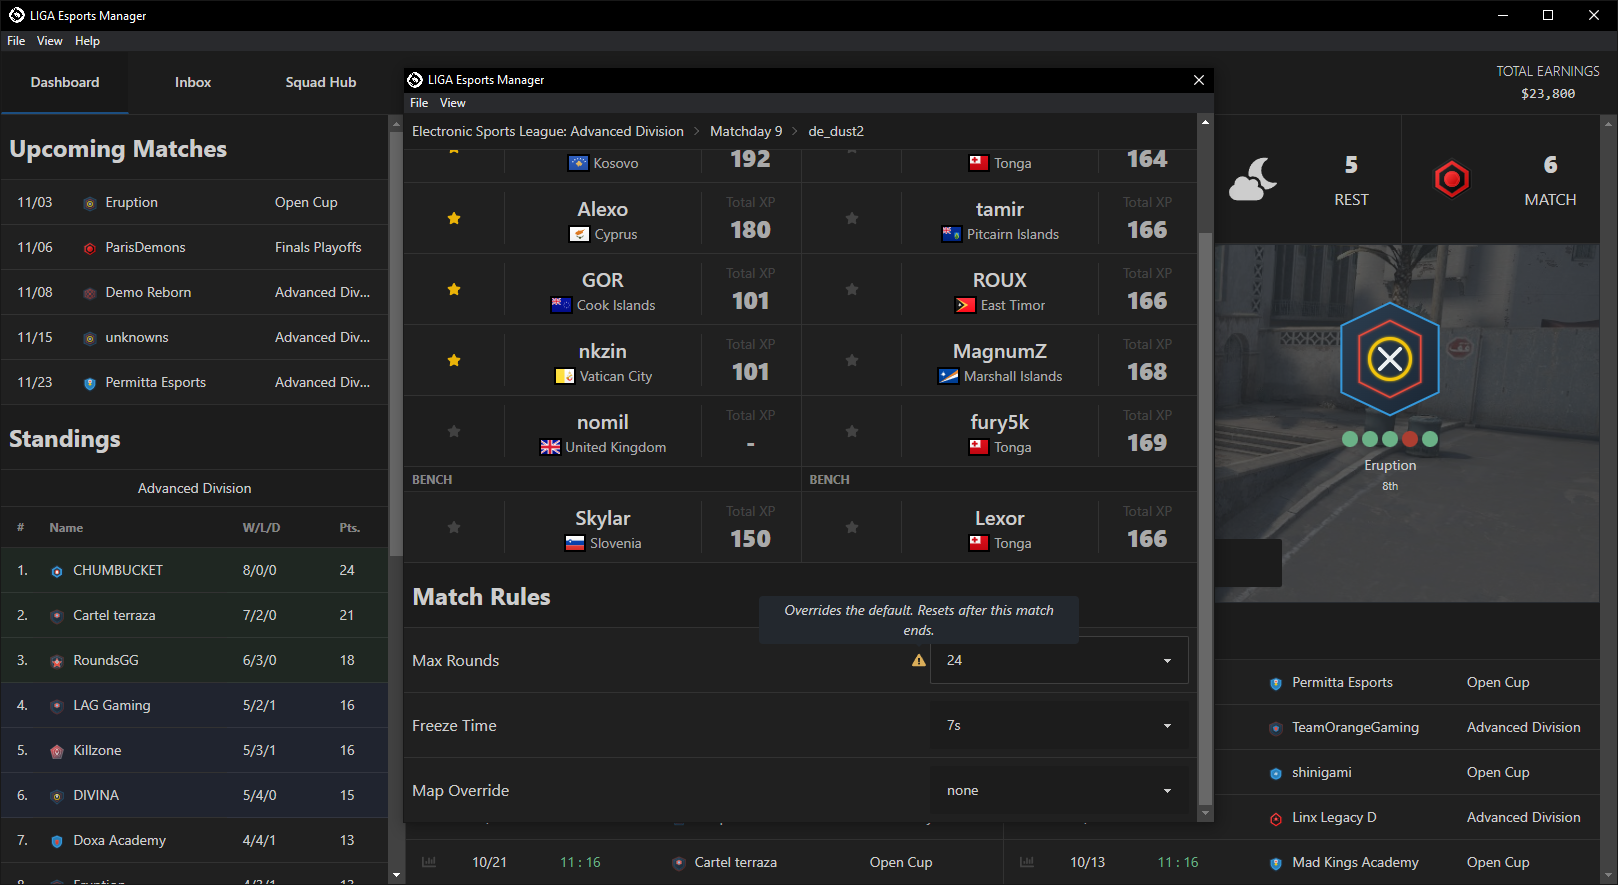 LIGA Esports Manager
File View Help
Dashboard Inbox Squad Hub
TOTAL EARNINGS
$23,800
Upcoming Matches
11/03 Eruption Open Cup
11/06 ParisDemons Finals Playoffs
11/08 Demo Reborn Advanced Div...
11/15 unknowns Advanced Div...
11/23 Permitta Esports Advanced Div...
Standings
Advanced Division
# Name W/L/D Pts.
1. CHUMBUCKET 8/0/0 24
2. Cartel terraza 7/2/0 21
3. RoundsGG 6/3/0 18
4. LAG Gaming 5/2/1 16
5. Killzone 5/3/1 16
6. DIVINA 5/4/0 15
7. Doxa Academy 4/4/1 13
8. Eruption 4/3/1 13
LIGA Esports Manager
File View
Electronic Sports League: Advanced Division > Matchday 9 > de_dust2
Kosovo 192
Tonga 164
Alexo Total XP
Cyprus 180
tamir Total XP
Pitcairn Islands 166
GOR Total XP
Cook Islands 101
ROUX Total XP
East Timor 166
nkzin Total XP
Vatican City 101
MagnumZ Total XP
Marshall Islands 168
nomil Total XP
United Kingdom -
fury5k Total XP
Tonga 169
BENCH BENCH
Skylar Total XP
Slovenia 150
Lexor Total XP
Tonga 166
Match Rules
Overrides the default. Resets after this match
ends.
Max Rounds 24
Freeze Time 7s
Map Override none
5
REST
6
MATCH
Eruption
8th
Permitta Esports Open Cup
TeamOrangeGaming Advanced Division
shinigami Open Cup
Linx Legacy D Advanced Division
10/21 11 : 16 Cartel terraza Open Cup
10/13 11 : 16 Mad Kings Academy Open Cup